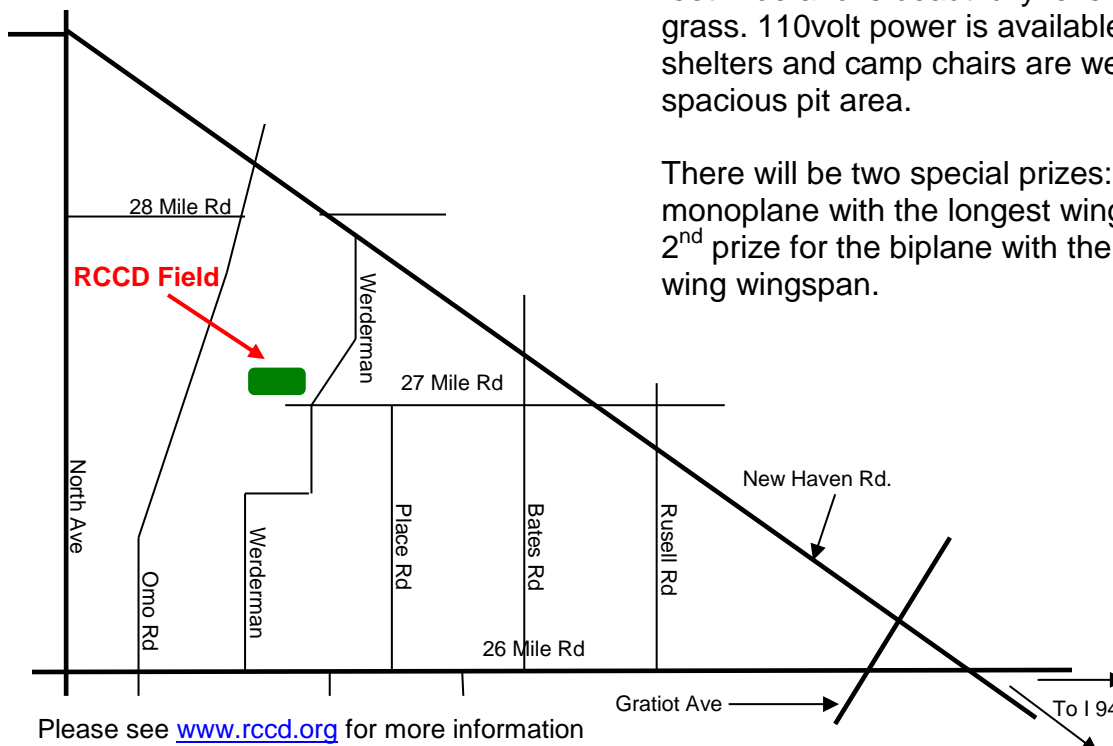 grass. 110volt power is available
shelters and camp chairs are we
spacious pit area.
There will be two special prizes:
monoplane with the longest wing
2nd prize for the biplane with the
wing wingspan.
28 Mile Rd
RCCD Field
Werderman
27 Mile Rd
North Ave
New Haven Rd.
Omo Rd
Werderman
Place Rd
Bates Rd
Rusell Rd
26 Mile Rd
Gratiot Ave
To I 94
Please see www.rccd.org for more information